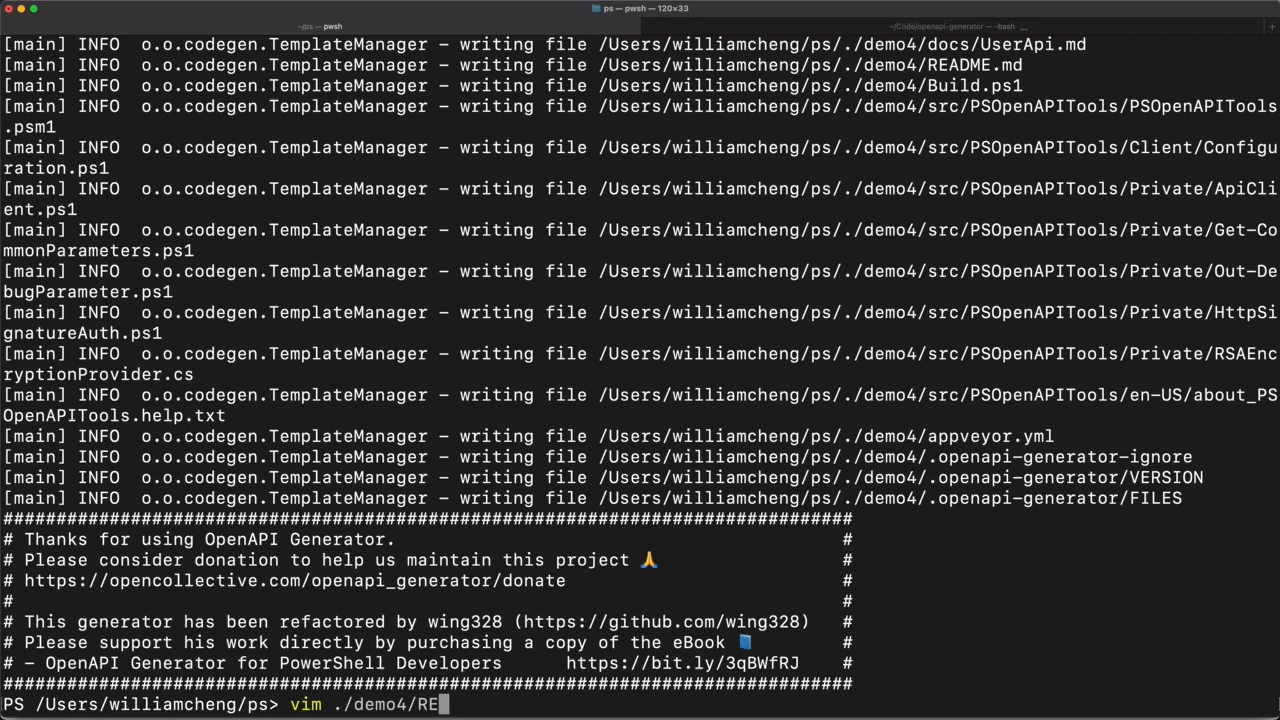 ps — pwsh — 120×33
~/ps — pwsh
~/Code/openapi-generator — -bash ...
[main] INFO  o.o.codegen.TemplateManager – writing file /Users/williamcheng/ps/./demo4/docs/UserApi.md
[main] INFO  o.o.codegen.TemplateManager – writing file /Users/williamcheng/ps/./demo4/README.md
[main] INFO  o.o.codegen.TemplateManager – writing file /Users/williamcheng/ps/./demo4/Build.ps1
[main] INFO  o.o.codegen.TemplateManager – writing file /Users/williamcheng/ps/./demo4/src/PSOpenAPITools/PSOpenAPITools
.psm1
[main] INFO  o.o.codegen.TemplateManager – writing file /Users/williamcheng/ps/./demo4/src/PSOpenAPITools/Client/Configu
ration.ps1
[main] INFO  o.o.codegen.TemplateManager – writing file /Users/williamcheng/ps/./demo4/src/PSOpenAPITools/Private/ApiCli
ent.ps1
[main] INFO  o.o.codegen.TemplateManager – writing file /Users/williamcheng/ps/./demo4/src/PSOpenAPITools/Private/Get-Co
mmonParameters.ps1
[main] INFO  o.o.codegen.TemplateManager – writing file /Users/williamcheng/ps/./demo4/src/PSOpenAPITools/Private/Out-De
bugParameter.ps1
[main] INFO  o.o.codegen.TemplateManager – writing file /Users/williamcheng/ps/./demo4/src/PSOpenAPITools/Private/HttpSi
gnatureAuth.ps1
[main] INFO  o.o.codegen.TemplateManager – writing file /Users/williamcheng/ps/./demo4/src/PSOpenAPITools/Private/RSAEnc
ryptionProvider.cs
[main] INFO  o.o.codegen.TemplateManager – writing file /Users/williamcheng/ps/./demo4/src/PSOpenAPITools/en-US/about_PS
OpenAPITools.help.txt
[main] INFO  o.o.codegen.TemplateManager – writing file /Users/williamcheng/ps/./demo4/appveyor.yml
[main] INFO  o.o.codegen.TemplateManager – writing file /Users/williamcheng/ps/./demo4/.openapi-generator-ignore
[main] INFO  o.o.codegen.TemplateManager – writing file /Users/williamcheng/ps/./demo4/.openapi-generator/VERSION
[main] INFO  o.o.codegen.TemplateManager – writing file /Users/williamcheng/ps/./demo4/.openapi-generator/FILES
################################################################################
# Thanks for using OpenAPI Generator.                                          #
# Please consider donation to help us maintain this project 🙏                 #
# https://opencollective.com/openapi_generator/donate                          #
#                                                                              #
# This generator has been refactored by wing328 (https://github.com/wing328)   #
# Please support his work directly by purchasing a copy of the eBook 📘        #
# – OpenAPI Generator for PowerShell Developers      https://bit.ly/3qBWfRJ    #
################################################################################
PS /Users/williamcheng/ps> vim ./demo4/RE